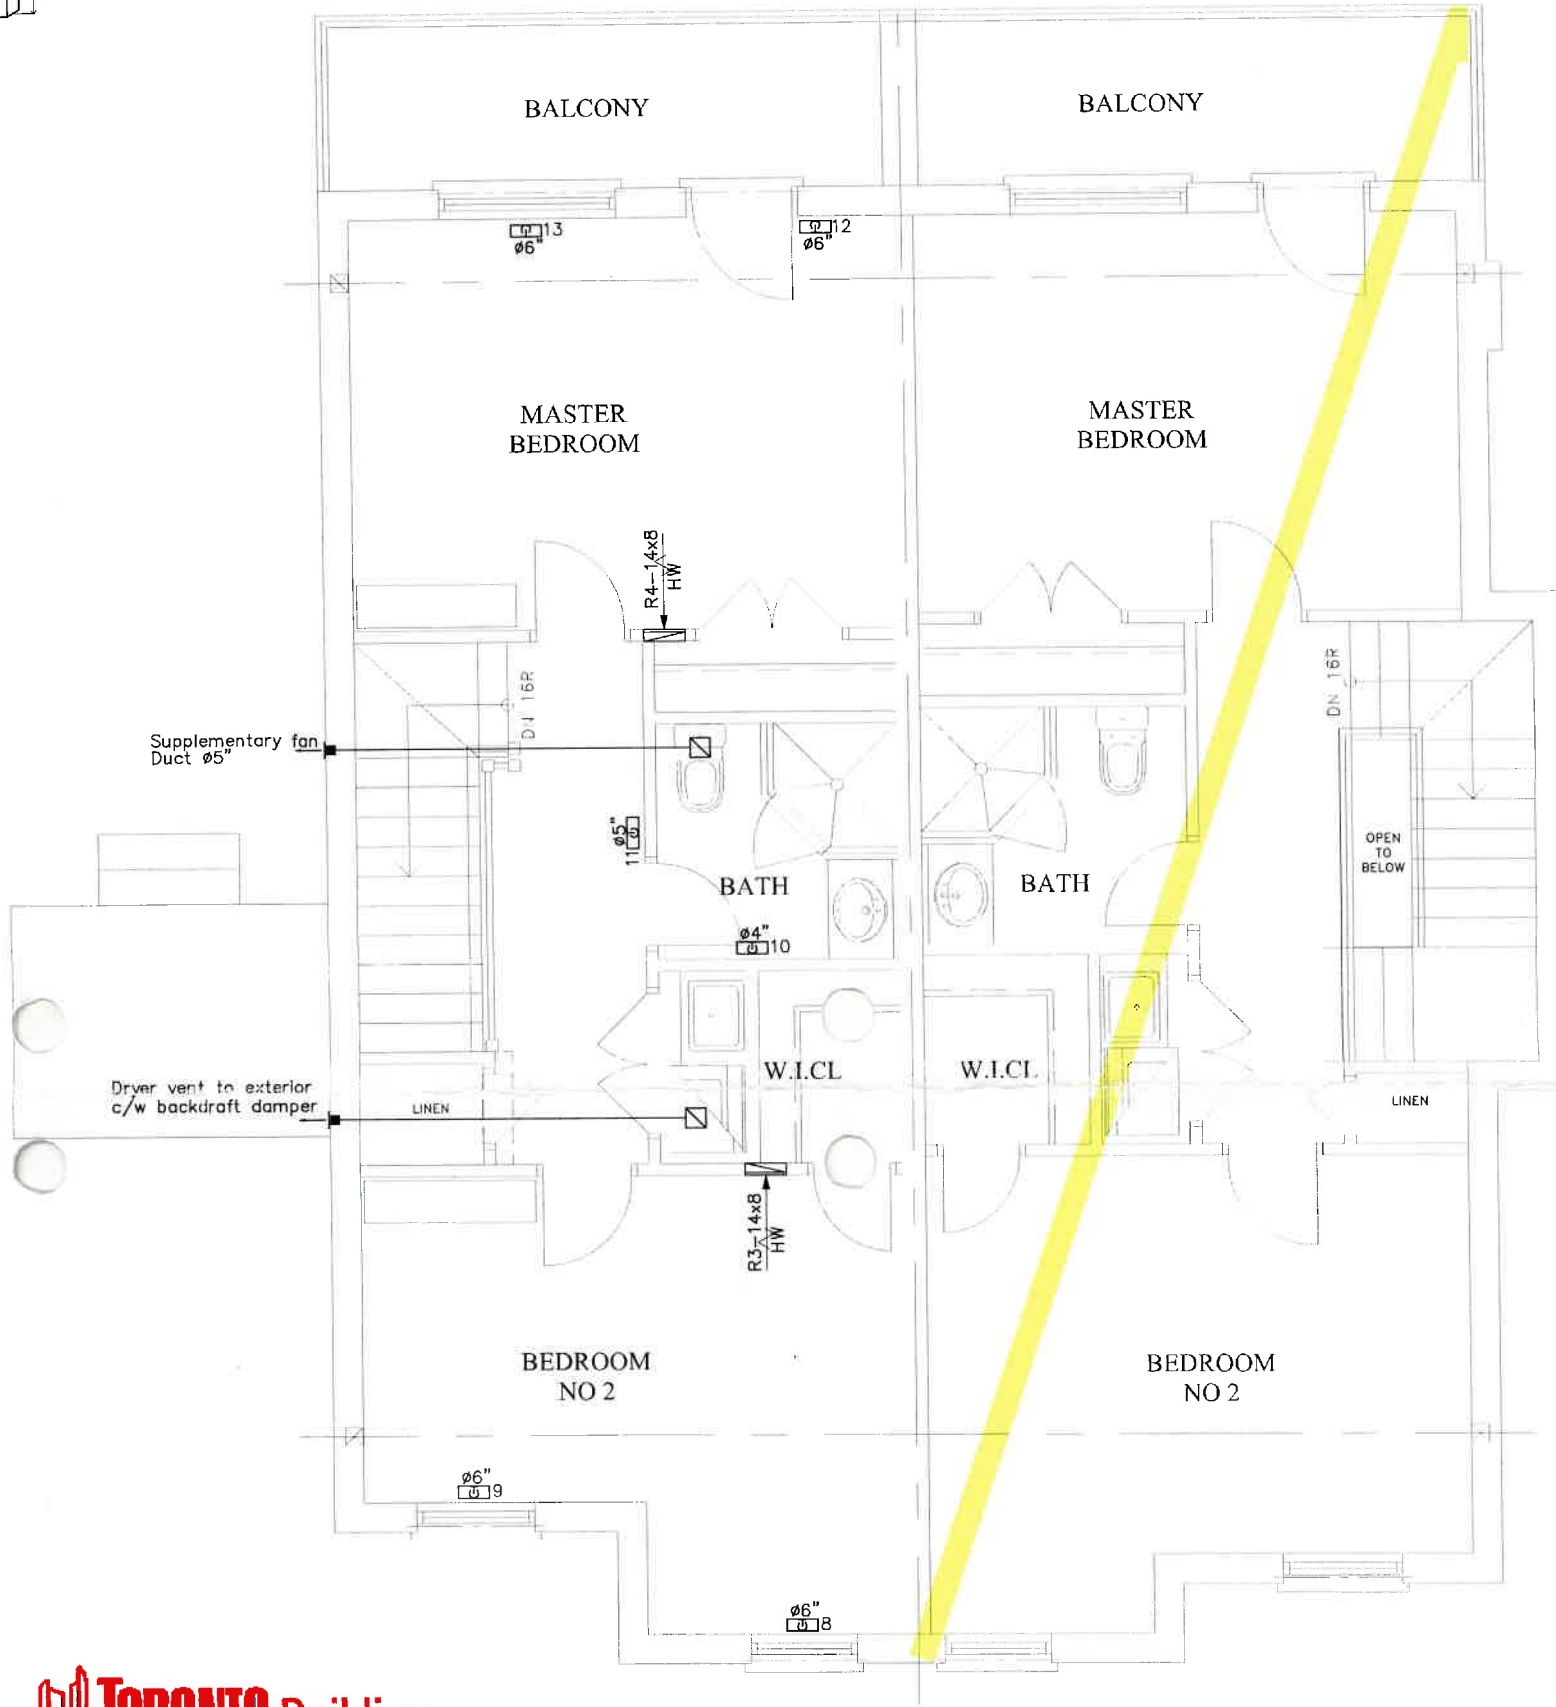 BALCONY
BALCONY
13
ø6"
12
ø6"
MASTER
BEDROOM
MASTER
BEDROOM
R4-14x8
HW
DN 16R
DN 16R
Supplementary fan
Duct ø5"
ø5"
11
OPEN
TO
BELOW
BATH
BATH
ø4"
10
W.I.CL
W.I.CL
Dryer vent to exterior
c/w backdraft damper
LINEN
LINEN
R3-14x8
HW
BEDROOM
NO 2
BEDROOM
NO 2
ø6"
9
ø6"
8
TORONTO Building